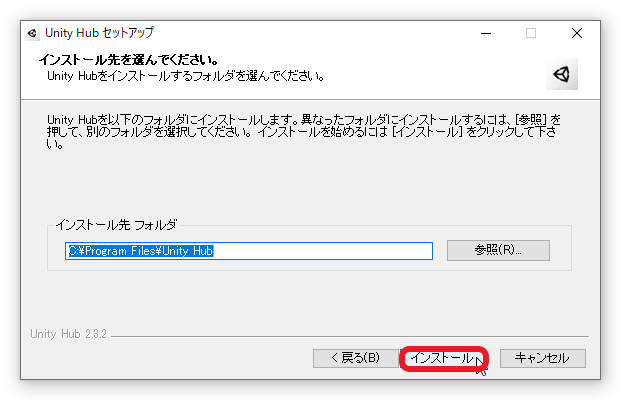 Unity Hub セットアップ
インストール先を選んでください。
Unity Hubをインストールするフォルダを選んでください。
Unity Hubを以下のフォルダにインストールします。異なったフォルダにインストールするには、[参照] を
押して、別のフォルダを選択してください。 インストールを始めるには [インストール] をクリックして下さ
い。
インストール先 フォルダ
C:¥Program Files¥Unity Hub
参照(R)...
Unity Hub 2.3.2
< 戻る(B)
インストール
キャンセル